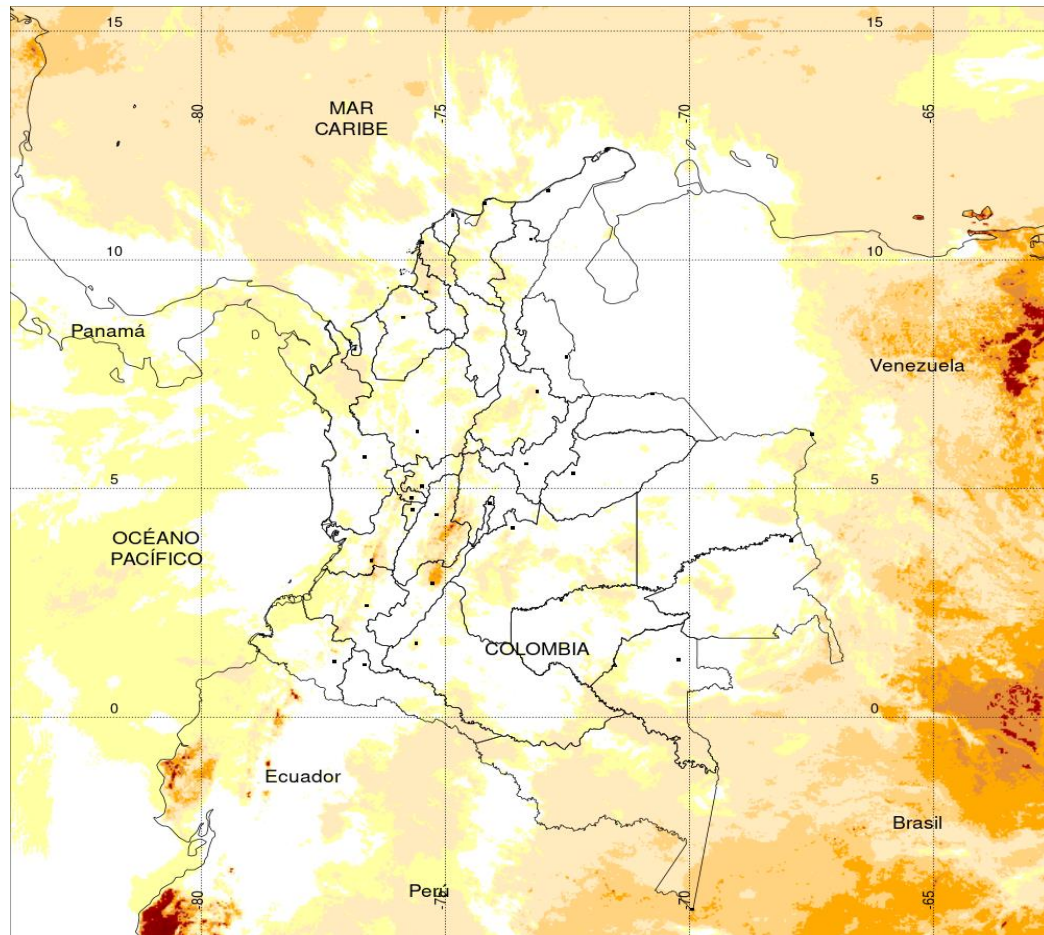 15
15
-80
-75
-70
-65
MAR
CARIBE
10
10
Panamá
Venezuela
5
5
OCÉANO
PACÍFICO
COLOMBIA
0
0
Ecuador
Brasil
Perú
-80
-75
-70
-65